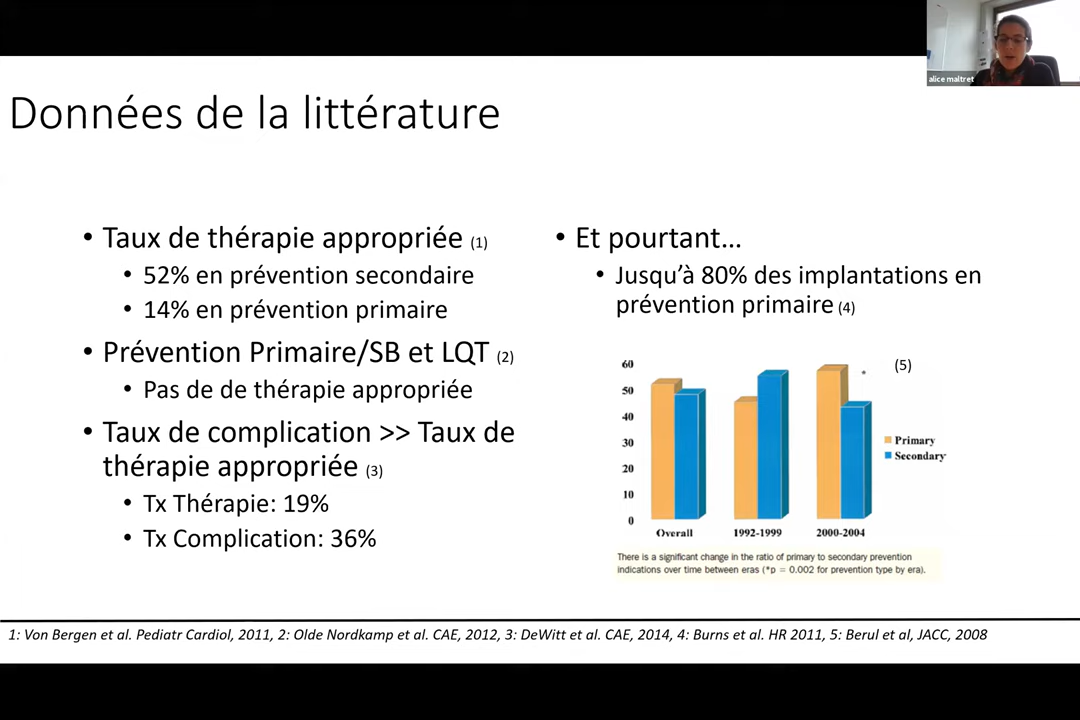 alice maltret
Données de la littérature
• Taux de thérapie appropriée (1)
• 52% en prévention secondaire
• 14% en prévention primaire
• Prévention Primaire/SB et LQT (2)
• Pas de de thérapie appropriée
• Taux de complication >> Taux de
thérapie appropriée (3)
• Tx Thérapie: 19%
• Tx Complication: 36%
• Et pourtant…
• Jusqu’à 80% des implantations en
prévention primaire (4)
(5)
60
50
40
30
20
10
0
Overall 1992-1999 2000-2004
Primary
Secondary
There is a significant change in the ratio of primary to secondary prevention
indications over time between eras (*p = 0.002 for prevention type by era).
1: Von Bergen et al. Pediatr Cardiol, 2011, 2: Olde Nordkamp et al. CAE, 2012, 3: DeWitt et al. CAE, 2014, 4: Burns et al. HR 2011, 5: Berul et al, JACC, 2008